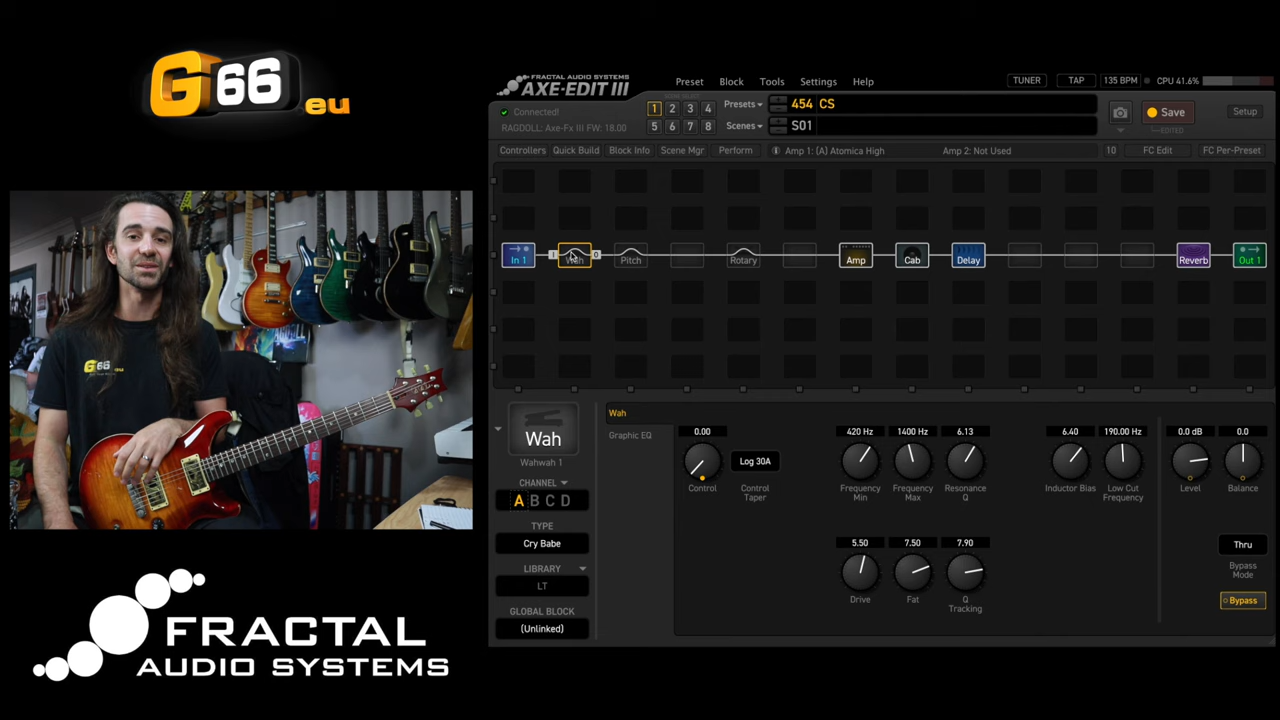 G66
.eu
FRACTAL
AUDIO SYSTEMS
G66.eu
FRACTAL AUDIO SYSTEMS
AXE-EDIT III
Preset Block Tools Settings Help
TUNER TAP 135 BPM CPU 41.6%
Connected!
RAGDOLL: Axe-Fx III FW: 18.00
1 2 3 4
5 6 7 8
Presets 454 CS
Scenes S01
Save
EDITED
Setup
Controllers Quick Build Block Info Scene Mgr Perform Amp 1: (A) Atomica High Amp 2: Not Used 10 FC Edit FC Per-Preset
In 1 I Wah O Pitch Rotary Amp Cab Delay Reverb Out 1
Wah
Wahwah 1
CHANNEL
A B C D
TYPE
Cry Babe
LIBRARY
LT
GLOBAL BLOCK
(Unlinked)
Wah
Graphic EQ
0.00 420 Hz 1400 Hz 6.13 6.40 190.00 Hz 0.0 dB 0.0
Log 30A
Control Control Taper Frequency Min Frequency Max Resonance Q Inductor Bias Low Cut Frequency Level Balance
5.50 7.50 7.90
Drive Fat Q Tracking
Thru
Bypass Mode
Bypass